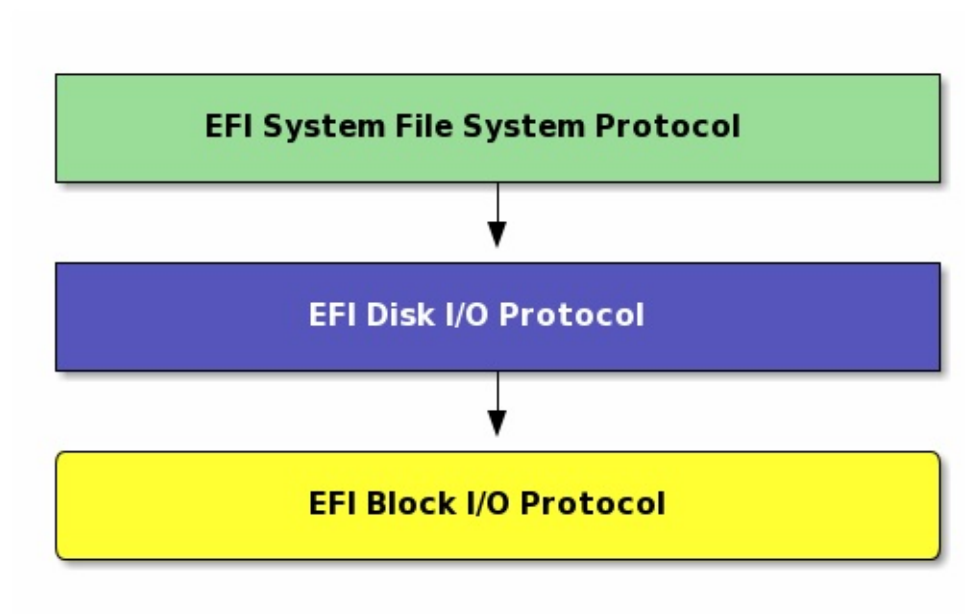 EFI System File System Protocol
EFI Disk I/O Protocol
EFI Block I/O Protocol